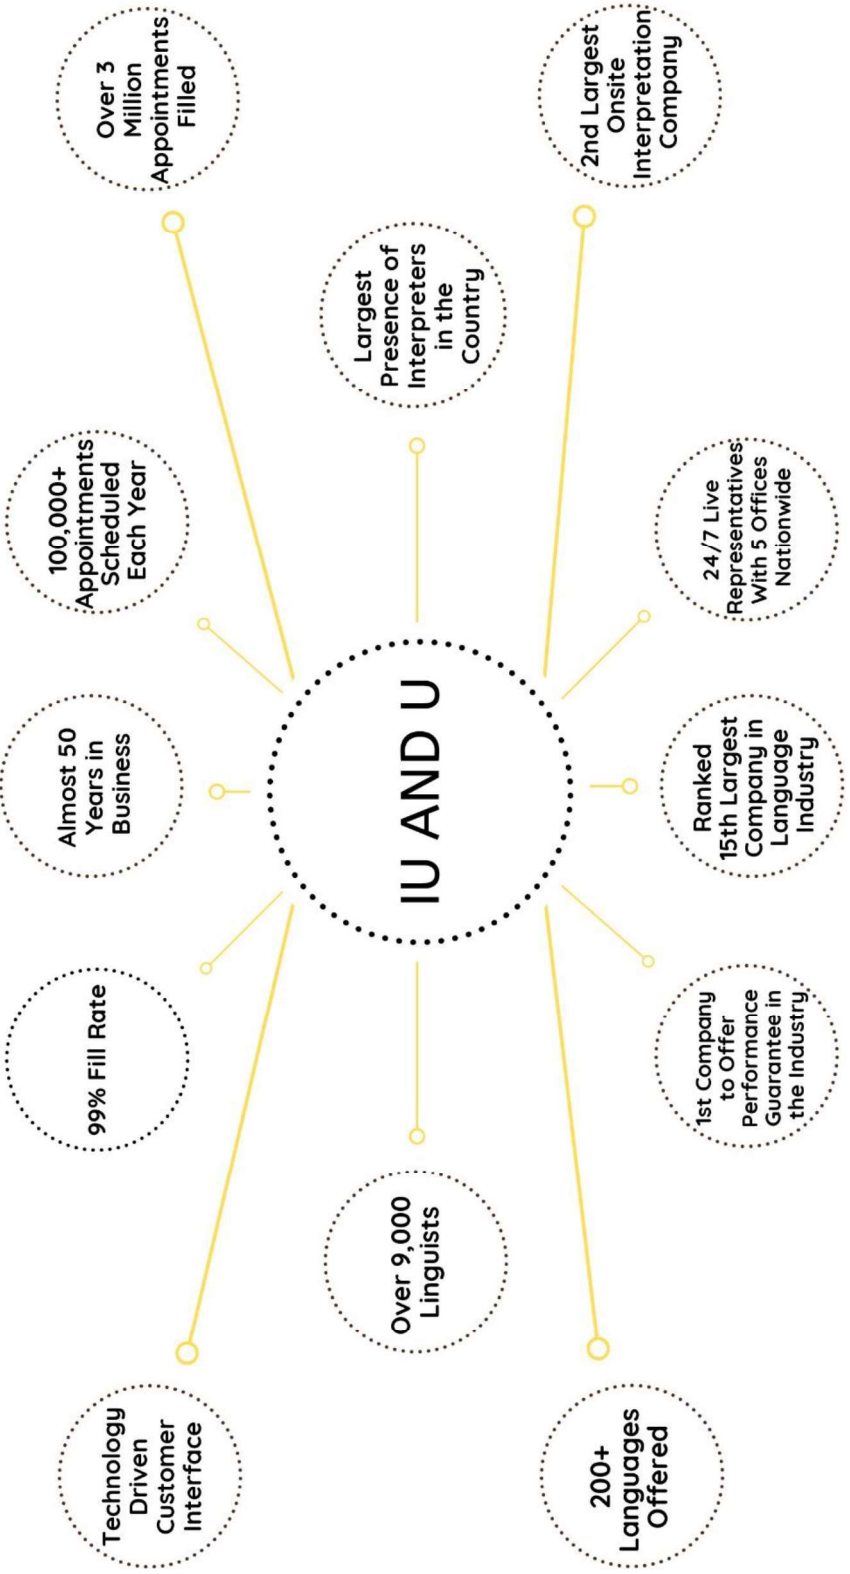 Technology
Driven
Customer
Interface
99% Fill Rate
Almost 50
Years in
Business
100,000+
Appointments
Scheduled
Each Year
Over 3
Million
Appointments
Filled
Over 9,000
Linguists
IU AND U
Largest
Presence of
Interpreters
in the
Country
200+
Languages
Offered
1st Company
to Offer
Performance
Guarantee in
the Industry
Ranked
15th Largest
Company in
Language
Industry
24/7 Live
Representatives
With 5 Offices
Nationwide
2nd Largest
Onsite
Interpretation
Company